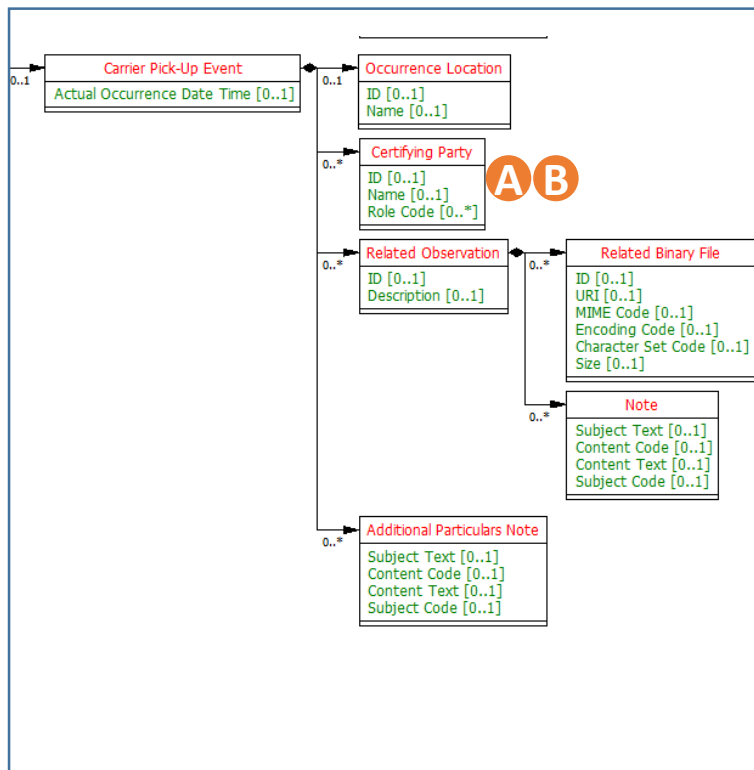 0..1
Carrier Pick-Up Event
Actual Occurrence Date Time [0..1]
0..1
Occurrence Location
ID [0..1]
Name [0..1]
0..*
Certifying Party
ID [0..1]
Name [0..1]
Role Code [0..*]
A B
0..*
Related Observation
ID [0..1]
Description [0..1]
0..*
Related Binary File
ID [0..1]
URI [0..1]
MIME Code [0..1]
Encoding Code [0..1]
Character Set Code [0..1]
Size [0..1]
0..*
Note
Subject Text [0..1]
Content Code [0..1]
Content Text [0..1]
Subject Code [0..1]
0..*
Additional Particulars Note
Subject Text [0..1]
Content Code [0..1]
Content Text [0..1]
Subject Code [0..1]